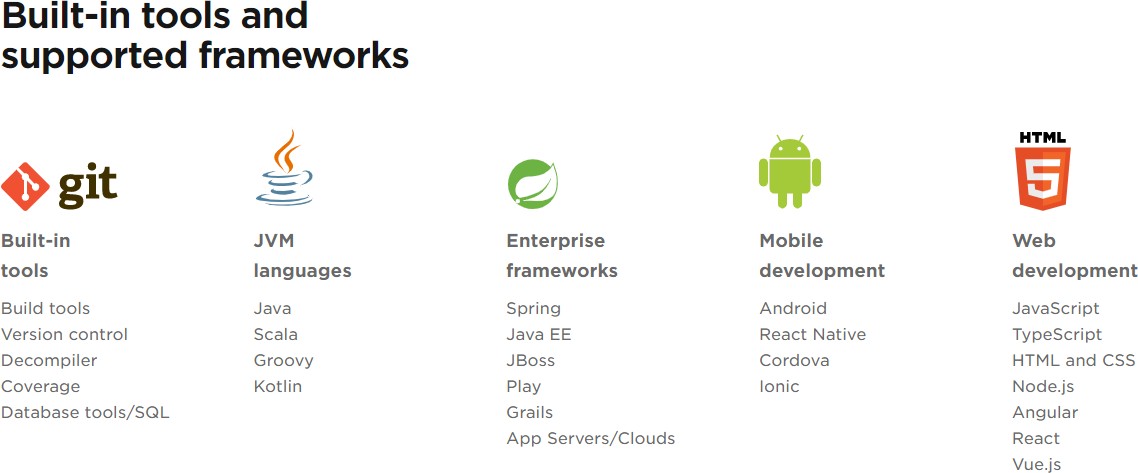 Built-in tools and
supported frameworks
git
Built-in
tools
Build tools
Version control
Decompiler
Coverage
Database tools/SQL
JVM
languages
Java
Scala
Groovy
Kotlin
Enterprise
frameworks
Spring
Java EE
JBoss
Play
Grails
App Servers/Clouds
Mobile
development
Android
React Native
Cordova
Ionic
HTML
5
Web
development
JavaScript
TypeScript
HTML and CSS
Node.js
Angular
React
Vue.js